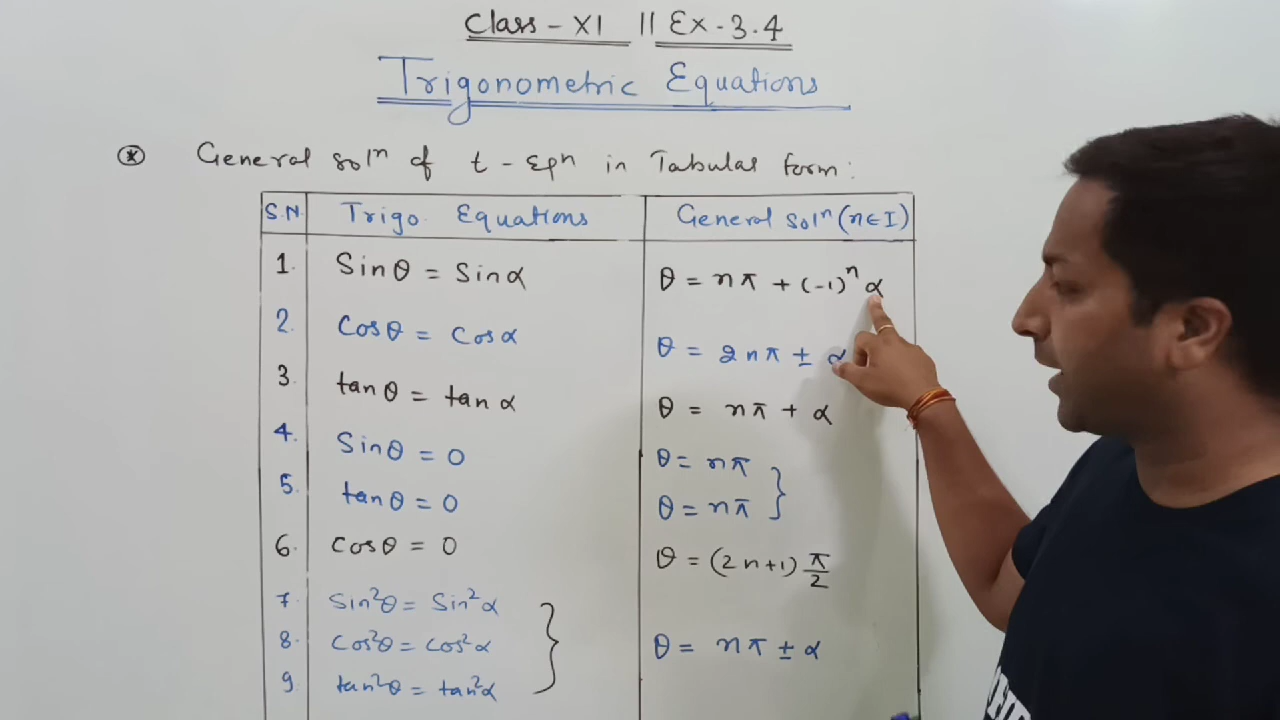 Class - XI || Ex - 3.4
Trigonometric Equations
⊛ General solⁿ of t - Eqⁿ in Tabular form :
S.N. Trigo. Equations General solⁿ (n ∈ I)
1. Sinθ = Sinα θ = nπ + (-1)ⁿ α
2. Cosθ = Cosα θ = 2nπ ± α
3. tanθ = tanα θ = nπ + α
4. Sinθ = 0 θ = nπ
5. tanθ = 0 θ = nπ }
6. Cosθ = 0 θ = (2n+1) π/2
7. Sin²θ = Sin²α
8. Cos²θ = Cos²α } θ = nπ ± α
9. tan²θ = tan²α